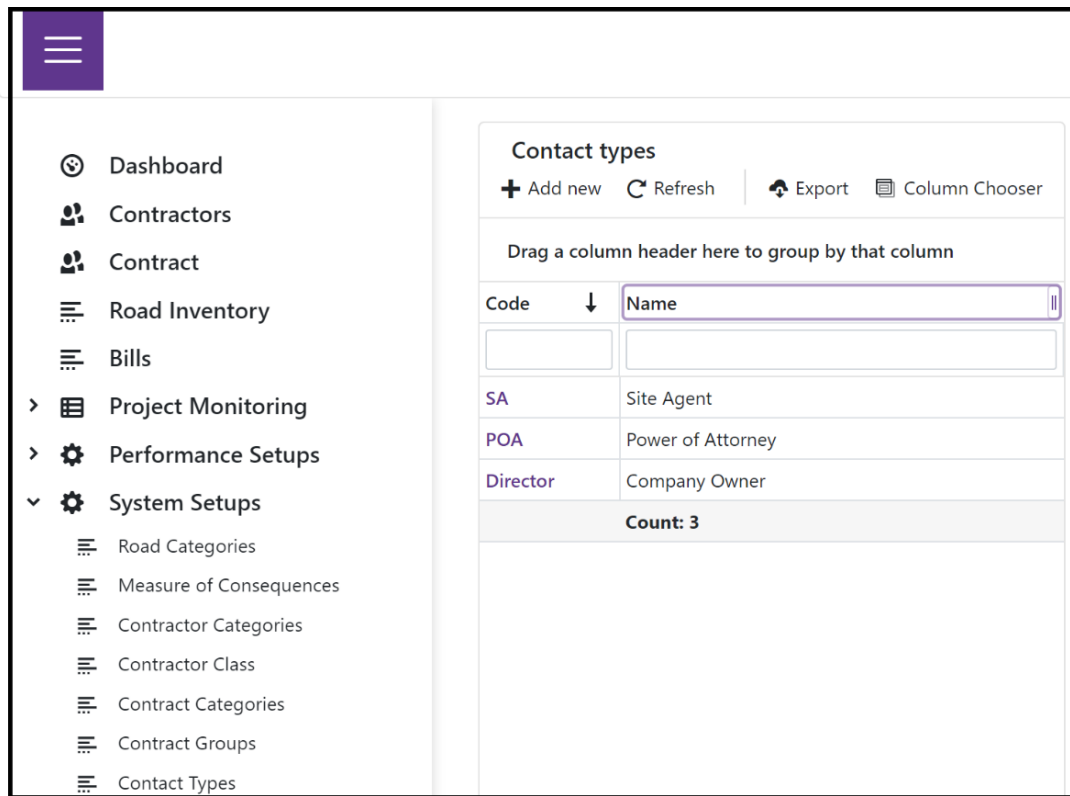 Dashboard
Contractors
Contract
Road Inventory
Bills
Project Monitoring
Performance Setups
System Setups
Road Categories
Measure of Consequences
Contractor Categories
Contractor Class
Contract Categories
Contract Groups
Contact Types
Contact types
Add new Refresh Export Column Chooser
Drag a column header here to group by that column
Code Name
SA Site Agent
POA Power of Attorney
Director Company Owner
Count: 3